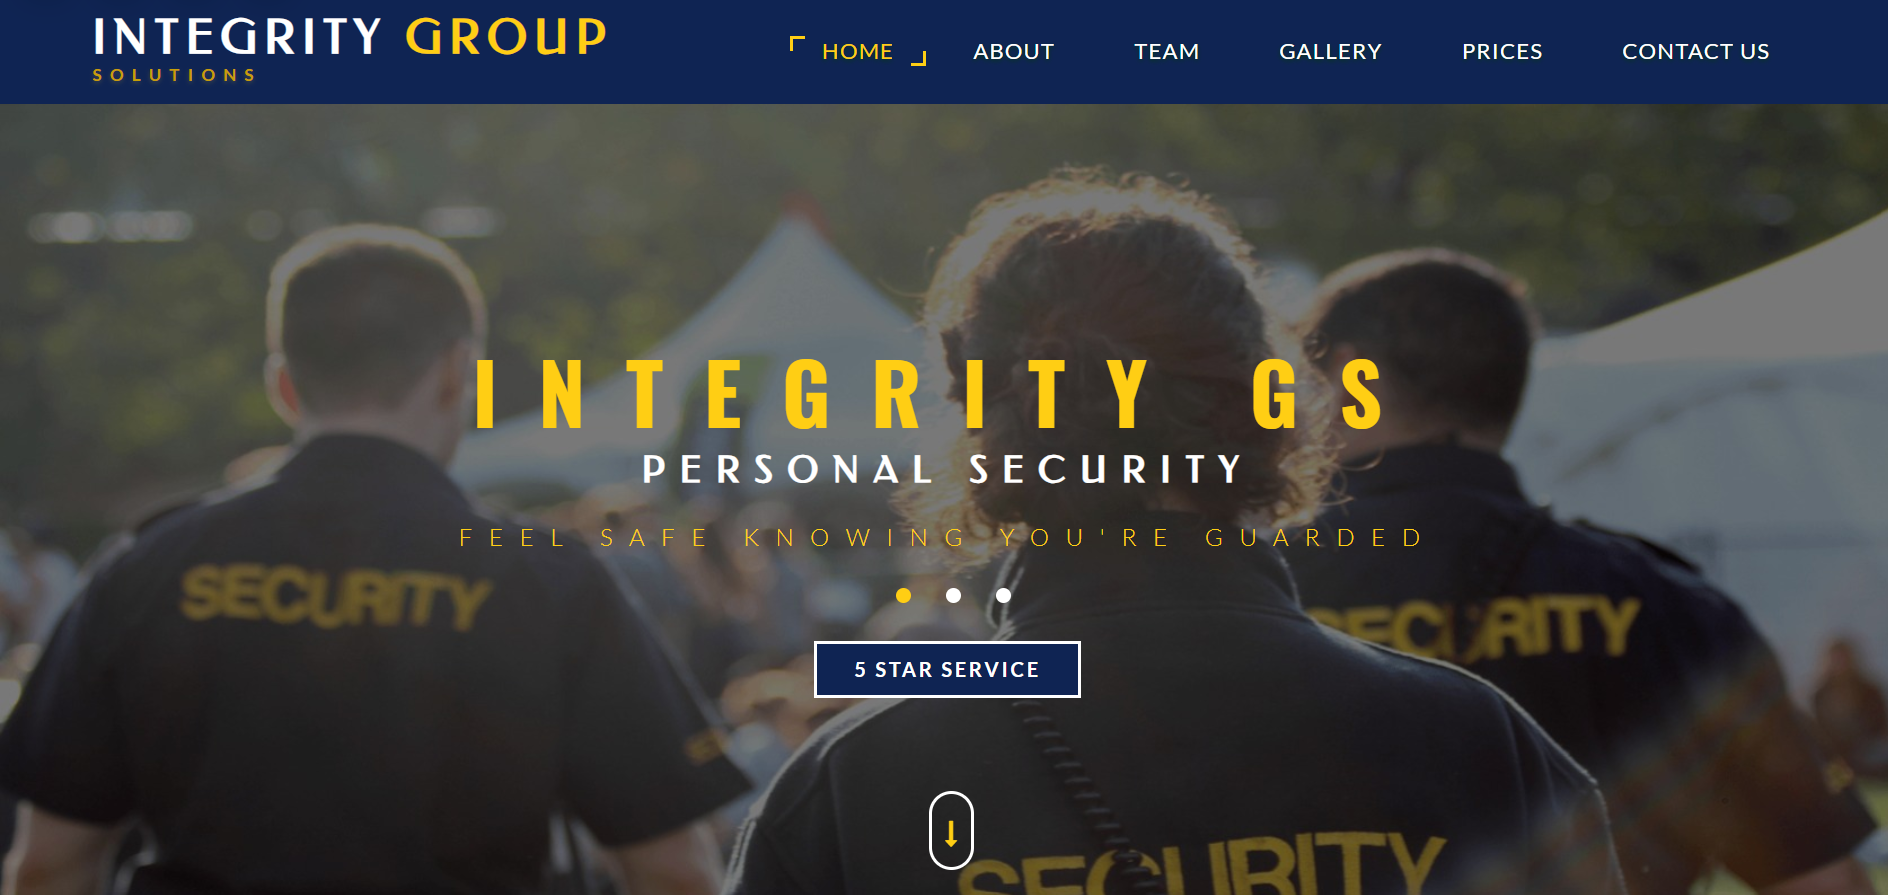 INTEGRITY GROUP
SOLUTIONS
HOME ABOUT TEAM GALLERY PRICES CONTACT US
INTEGRITY GS
PERSONAL SECURITY
FEEL SAFE KNOWING YOU'RE GUARDED
SECURITY
SECURITY
5 STAR SERVICE
SECURITY